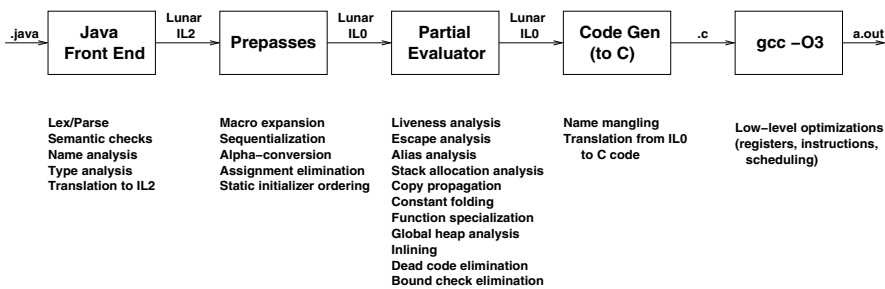 .java
Java
Front End
Lunar
IL2
Prepasses
Lunar
IL0
Partial
Evaluator
Lunar
IL0
Code Gen
(to C)
.c
gcc −O3
a.out
Lex/Parse
Semantic checks
Name analysis
Type analysis
Translation to IL2
Macro expansion
Sequentialization
Alpha−conversion
Assignment elimination
Static initializer ordering
Liveness analysis
Escape analysis
Alias analysis
Stack allocation analysis
Copy propagation
Constant folding
Function specialization
Global heap analysis
Inlining
Dead code elimination
Bound check elimination
Name mangling
Translation from IL0
to C code
Low−level optimizations
(registers, instructions,
scheduling)